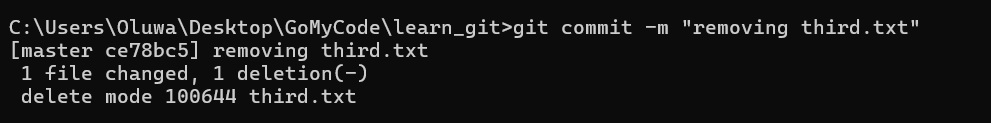 C:\Users\Oluwa\Desktop\GoMyCode\learn_git>git commit -m "removing third.txt"
[master ce78bc5] removing third.txt
 1 file changed, 1 deletion(-)
 delete mode 100644 third.txt